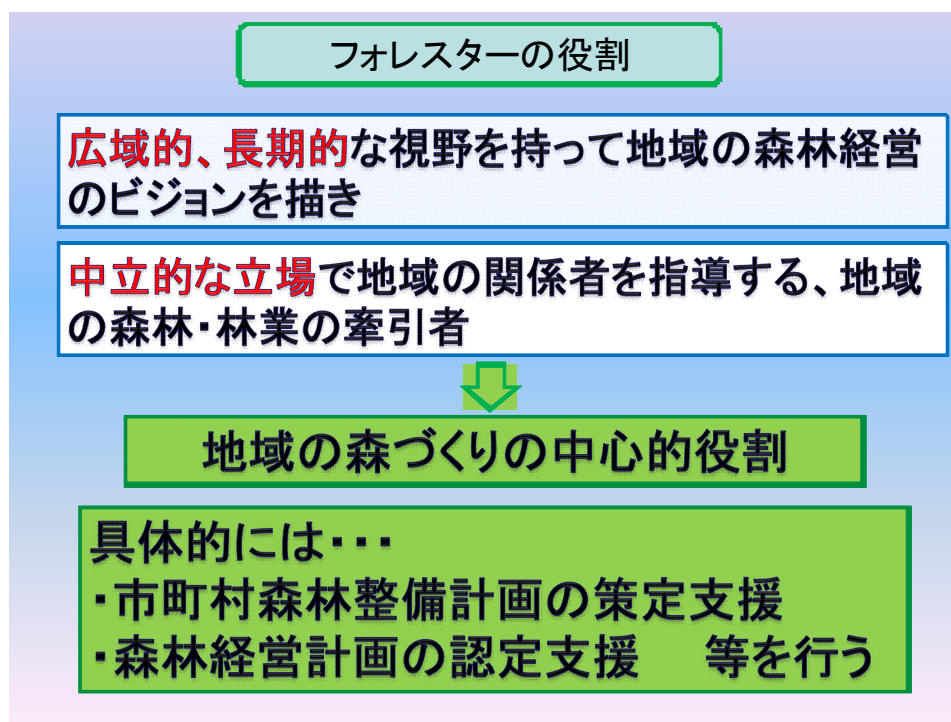 フォレスターの役割
広域的、長期的な視野を持って地域の森林経営
のビジョンを描き
中立的な立場で地域の関係者を指導する、地域
の森林・林業の牽引者
地域の森づくりの中心的役割
具体的には・・・
・市町村森林整備計画の策定支援
・森林経営計画の認定支援　等を行う